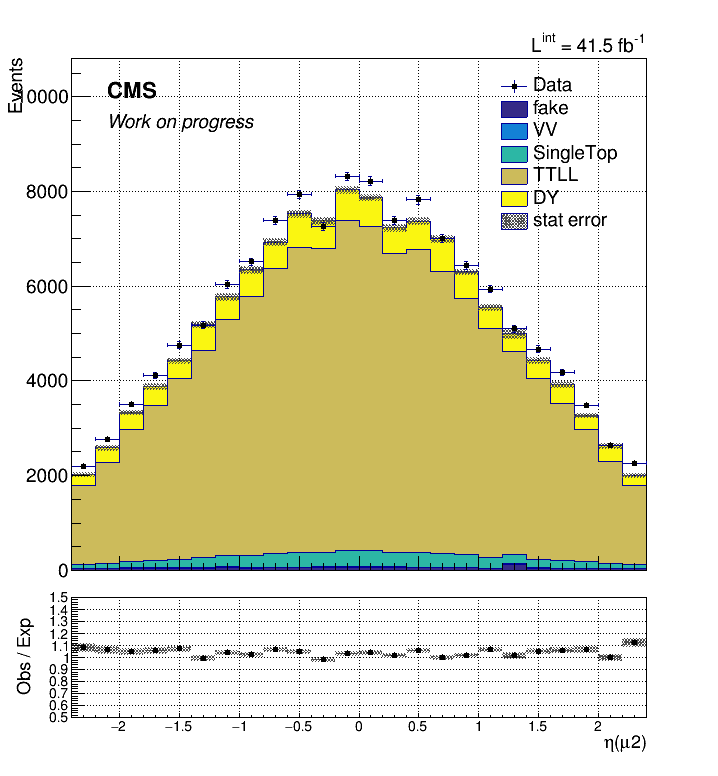 L^int = 41.5 fb^-1
Events
CMS
Work on progress
Data
fake
VV
SingleTop
TTLL
DY
stat error
10000
8000
6000
4000
2000
0
Obs / Exp
1.5
1.4
1.3
1.2
1.1
1
0.9
0.8
0.7
0.6
0.5
−2 −1.5 −1 −0.5 0 0.5 1 1.5 2
η(μ2)